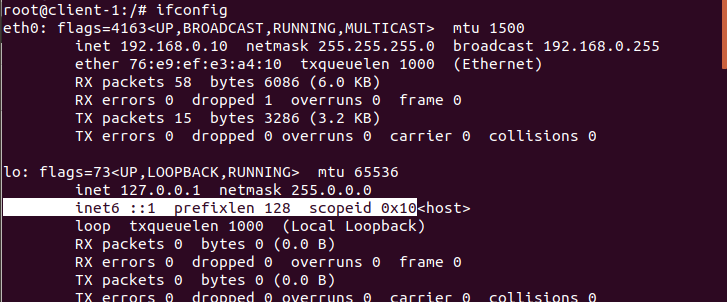 root@client-1:/# ifconfig
eth0: flags=4163<UP,BROADCAST,RUNNING,MULTICAST>  mtu 1500
        inet 192.168.0.10  netmask 255.255.255.0  broadcast 192.168.0.255
        ether 76:e9:ef:e3:a4:10  txqueuelen 1000  (Ethernet)
        RX packets 58  bytes 6086 (6.0 KB)
        RX errors 0  dropped 1  overruns 0  frame 0
        TX packets 15  bytes 3286 (3.2 KB)
        TX errors 0  dropped 0 overruns 0  carrier 0  collisions 0

lo: flags=73<UP,LOOPBACK,RUNNING>  mtu 65536
        inet 127.0.0.1  netmask 255.0.0.0
        inet6 ::1  prefixlen 128  scopeid 0x10<host>
        loop  txqueuelen 1000  (Local Loopback)
        RX packets 0  bytes 0 (0.0 B)
        RX errors 0  dropped 0  overruns 0  frame 0
        TX packets 0  bytes 0 (0.0 B)
        TX errors 0  dropped 0 overruns 0  carrier 0  collisions 0